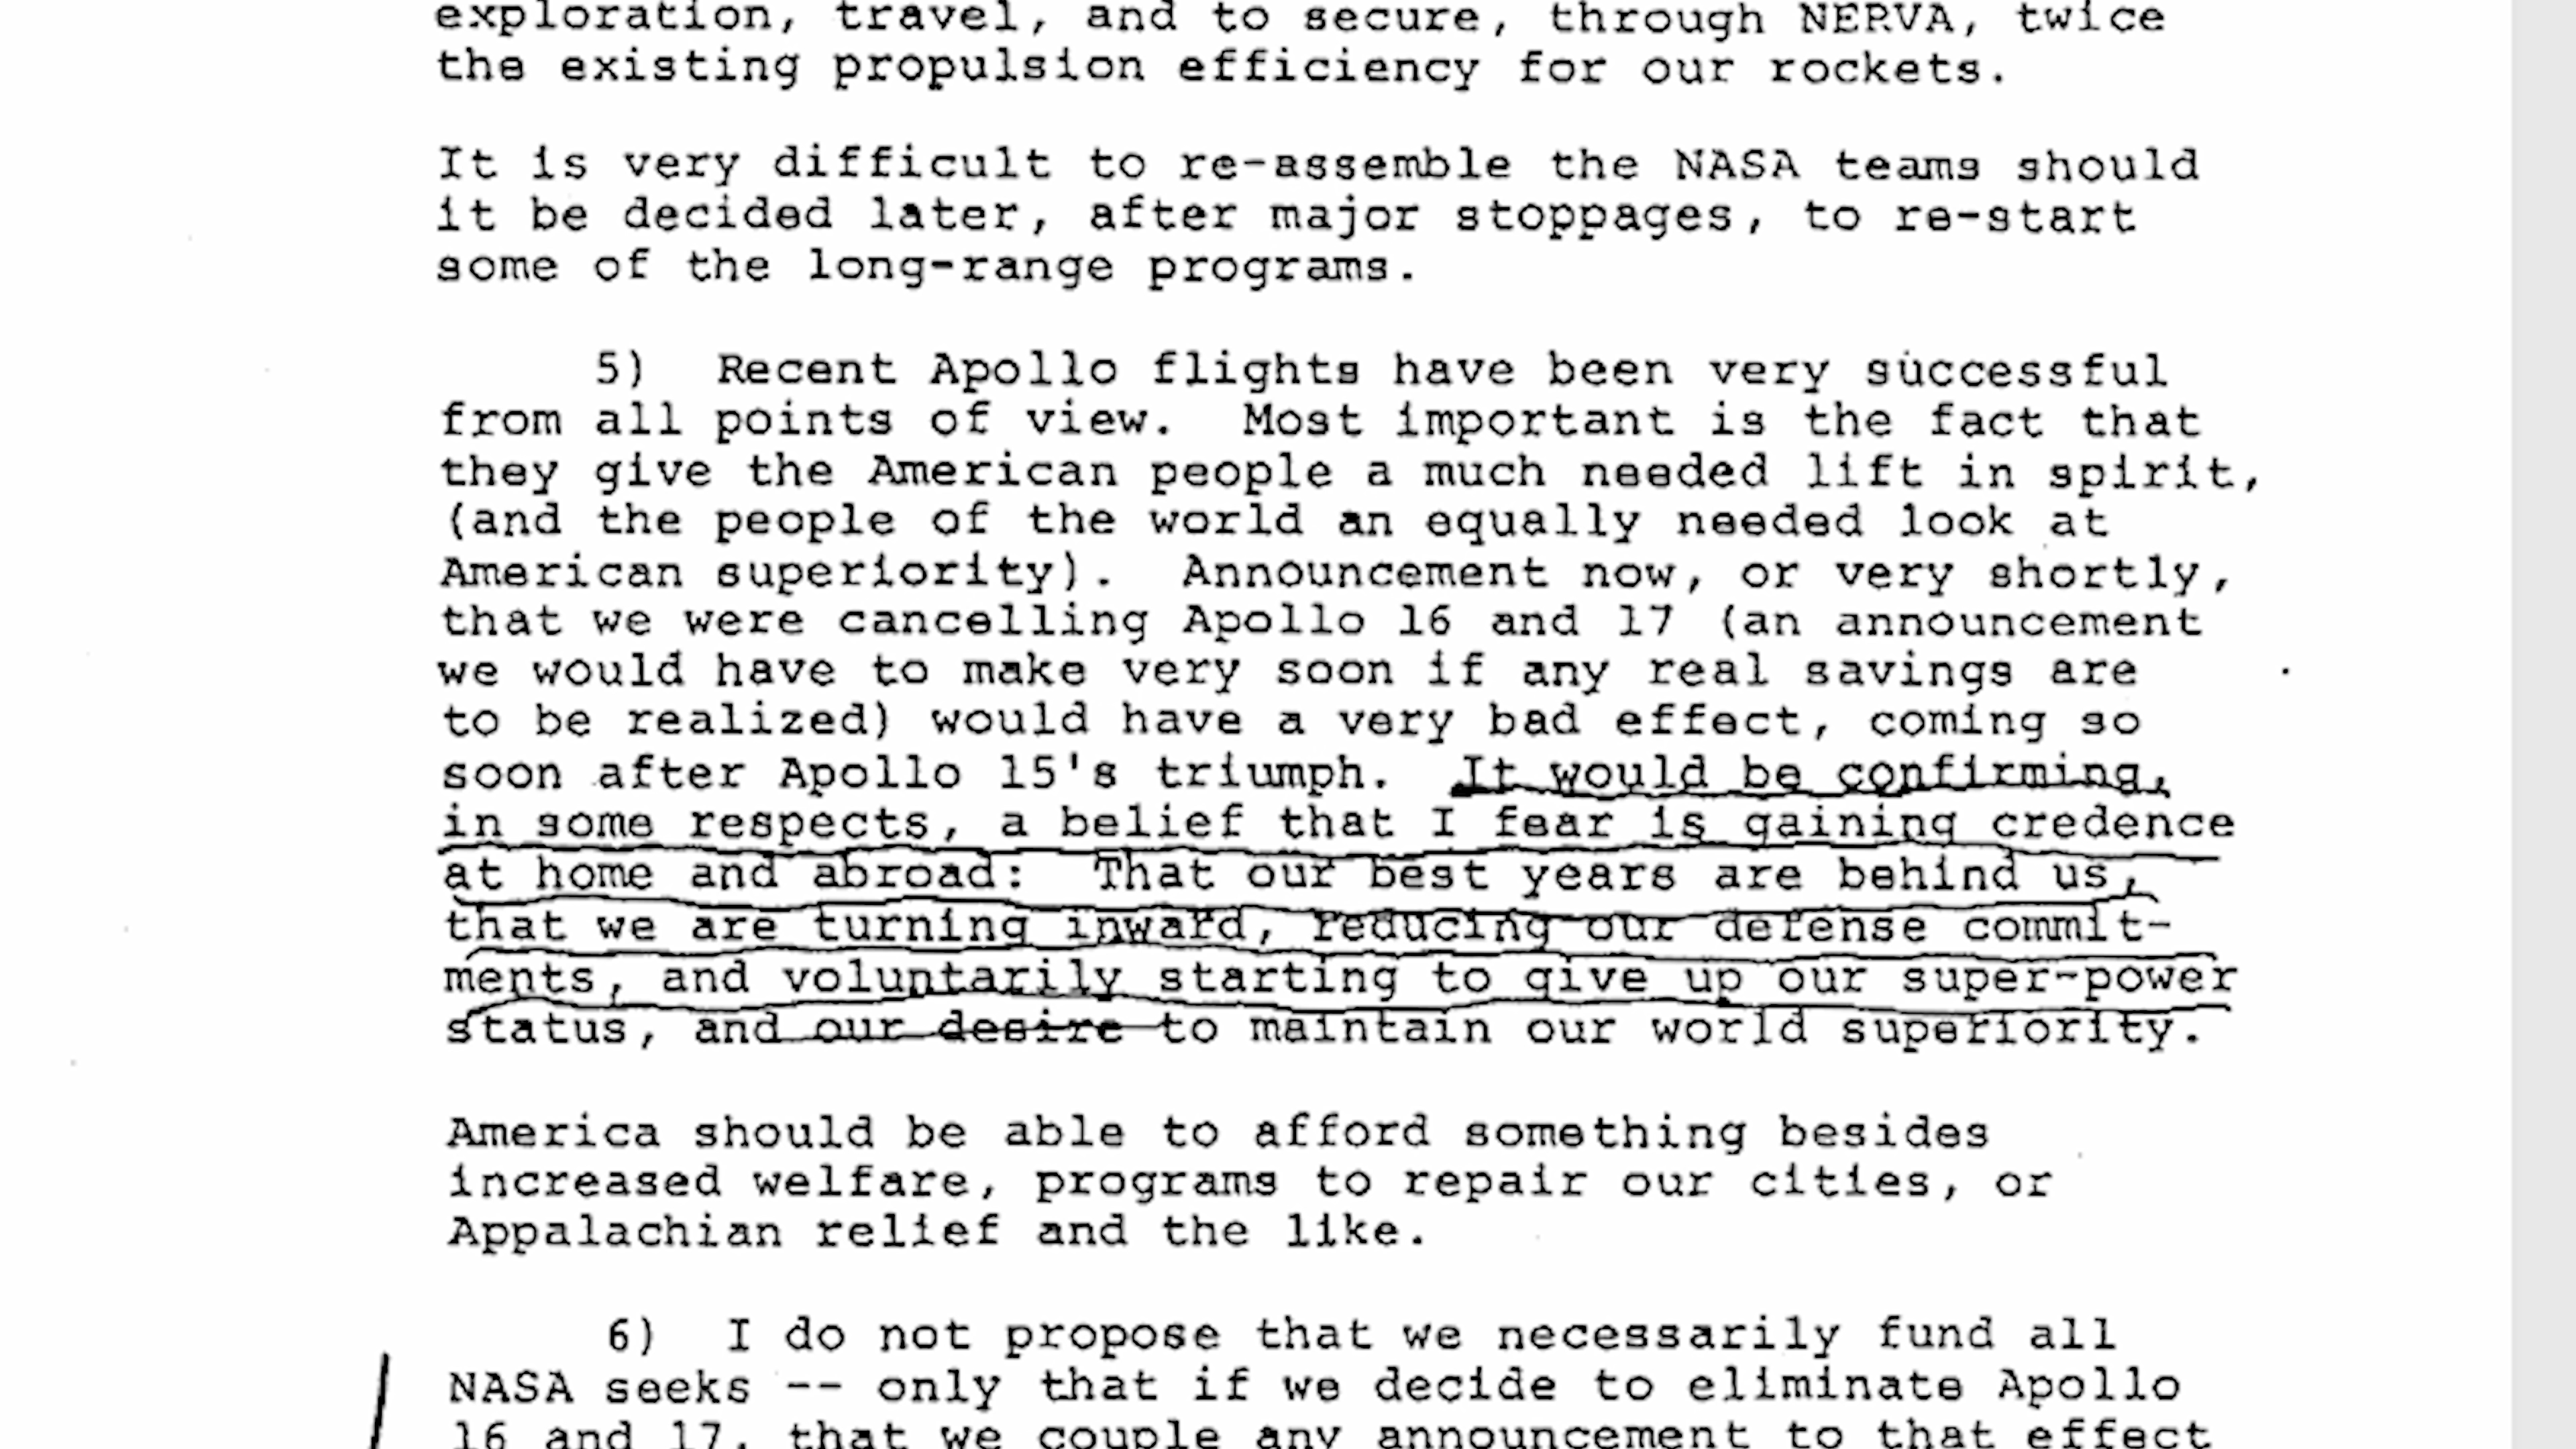 exploration, travel, and to secure, through NERVA, twice
the existing propulsion efficiency for our rockets.
It is very difficult to re-assemble the NASA teams should
it be decided later, after major stoppages, to re-start
some of the long-range programs.
5) Recent Apollo flights have been very successful
from all points of view. Most important is the fact that
they give the American people a much needed lift in spirit,
(and the people of the world an equally needed look at
American superiority). Announcement now, or very shortly,
that we were cancelling Apollo 16 and 17 (an announcement
we would have to make very soon if any real savings are
to be realized) would have a very bad effect, coming so
soon after Apollo 15's triumph. It would be confirming,
in some respects, a belief that I fear is gaining credence
at home and abroad: That our best years are behind us,
that we are turning inward, reducing our defense commit-
ments, and voluntarily starting to give up our super-power
status, and our desire to maintain our world superiority.
America should be able to afford something besides
increased welfare, programs to repair our cities, or
Appalachian relief and the like.
6) I do not propose that we necessarily fund all
NASA seeks -- only that if we decide to eliminate Apollo
16 and 17, that we couple any announcement to that effect